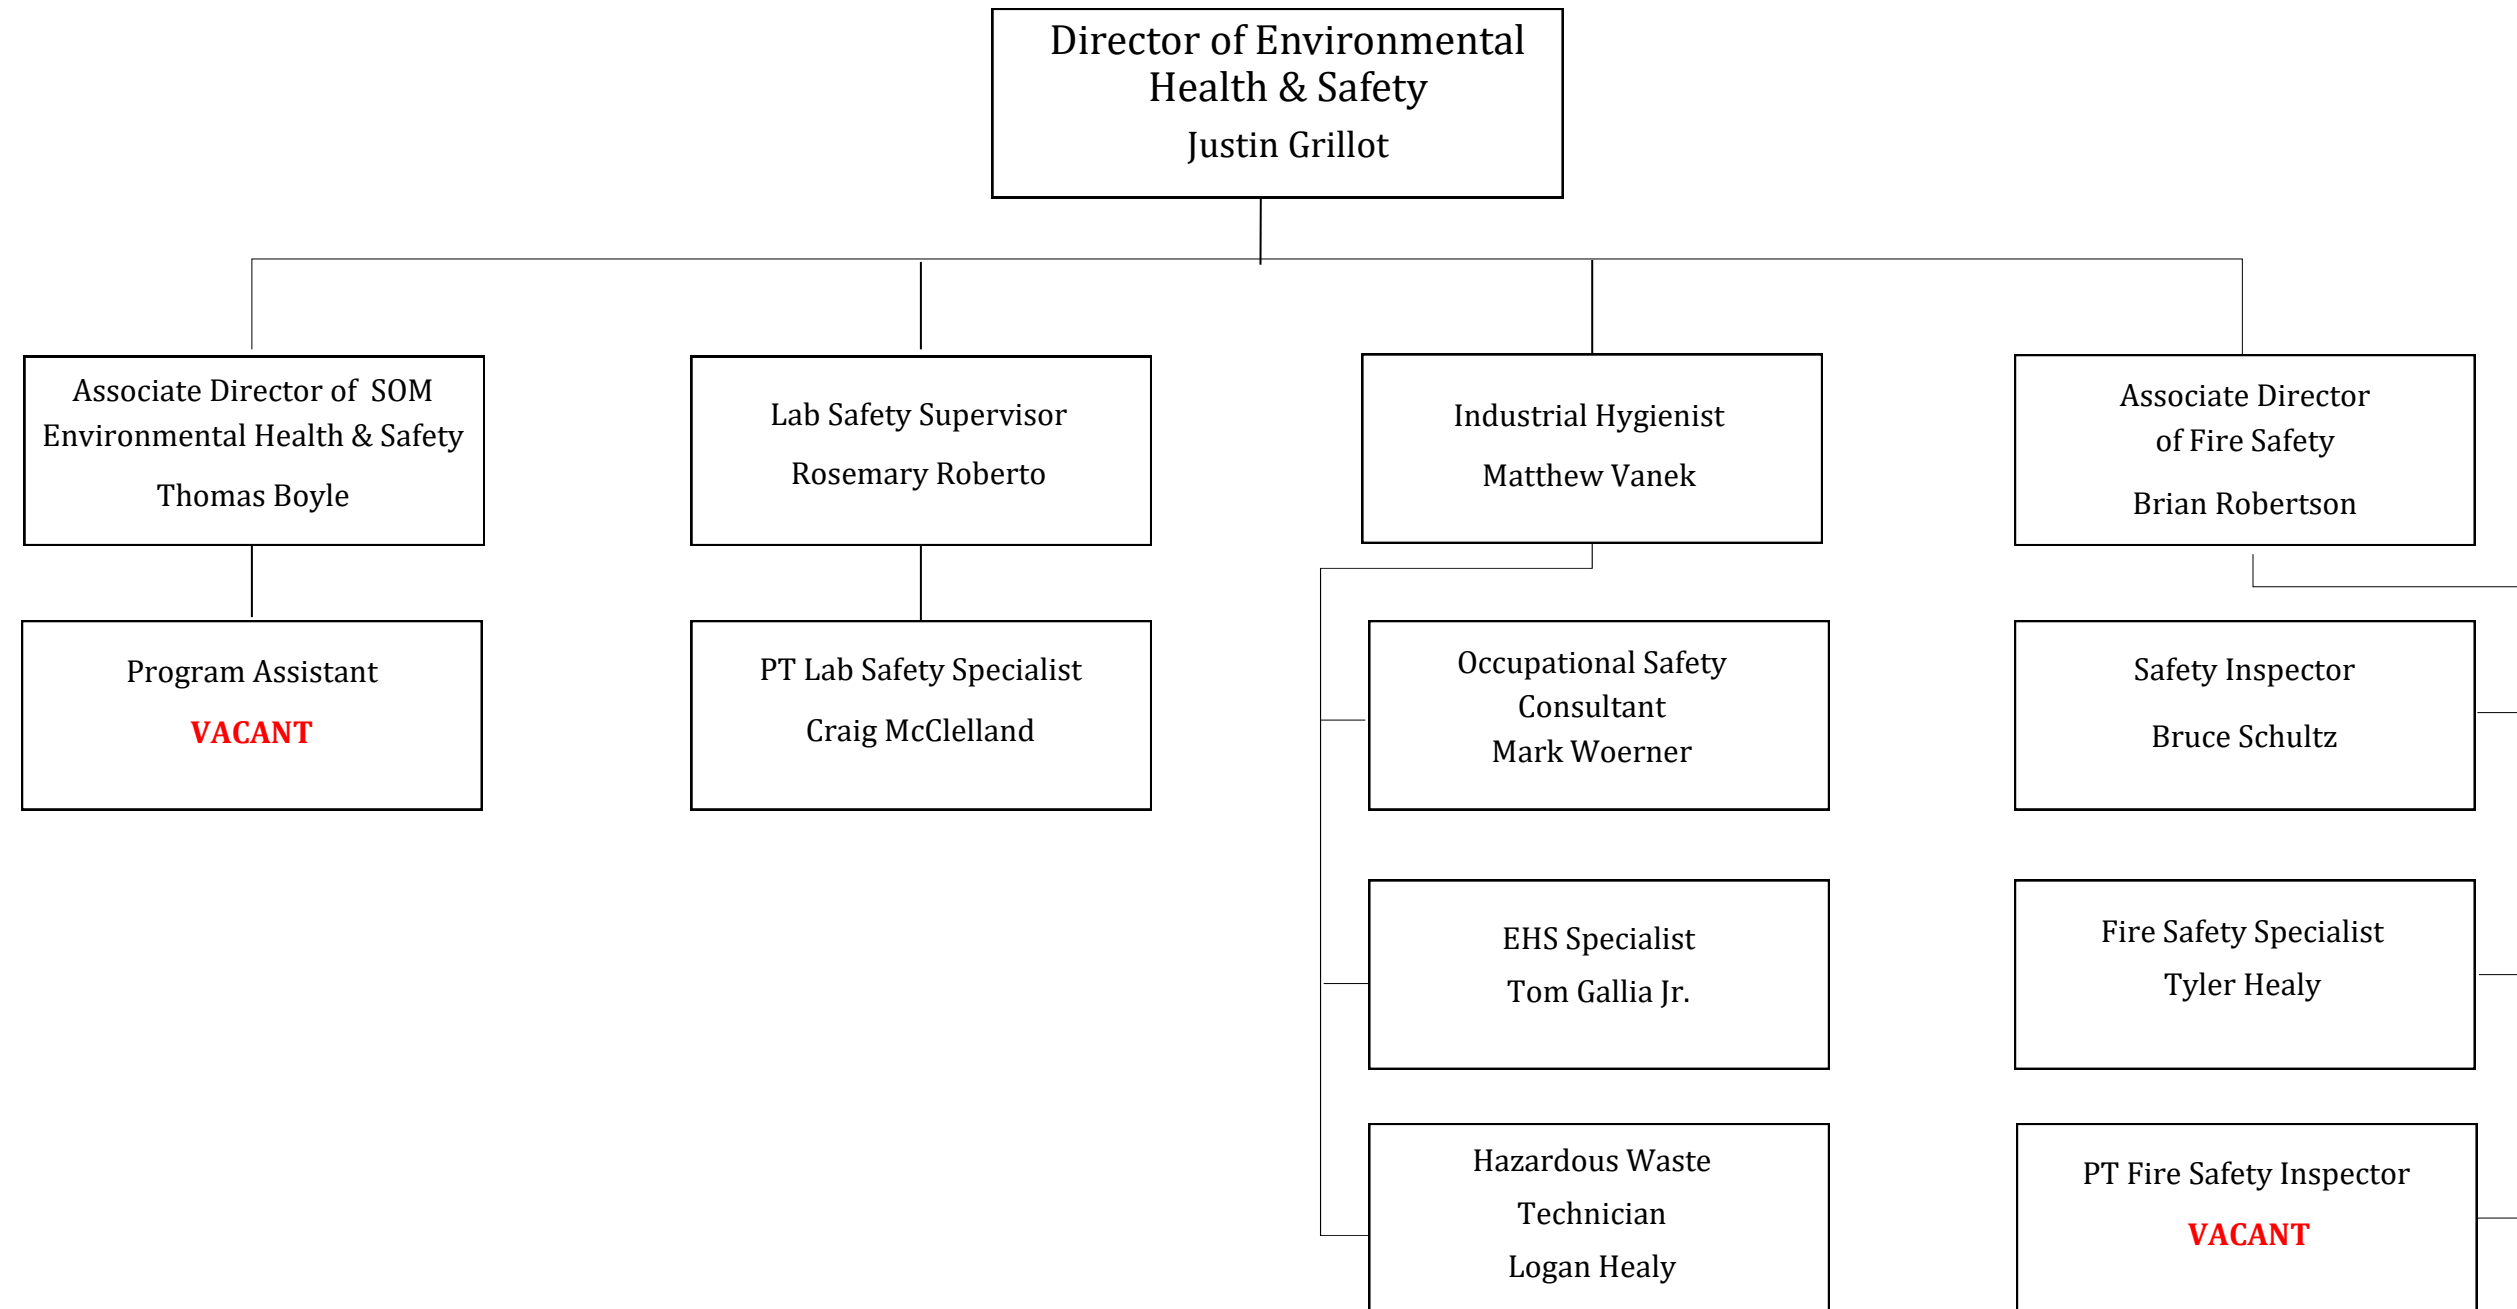 Director of Environmental
Health & Safety
Justin Grillot
Associate Director of SOM
Environmental Health & Safety
Thomas Boyle
Lab Safety Supervisor
Rosemary Roberto
Industrial Hygienist
Matthew Vanek
Associate Director
of Fire Safety
Brian Robertson
Program Assistant
VACANT
PT Lab Safety Specialist
Craig McClelland
Occupational Safety
Consultant
Mark Woerner
Safety Inspector
Bruce Schultz
EHS Specialist
Tom Gallia Jr.
Fire Safety Specialist
Tyler Healy
Hazardous Waste
Technician
Logan Healy
PT Fire Safety Inspector
VACANT